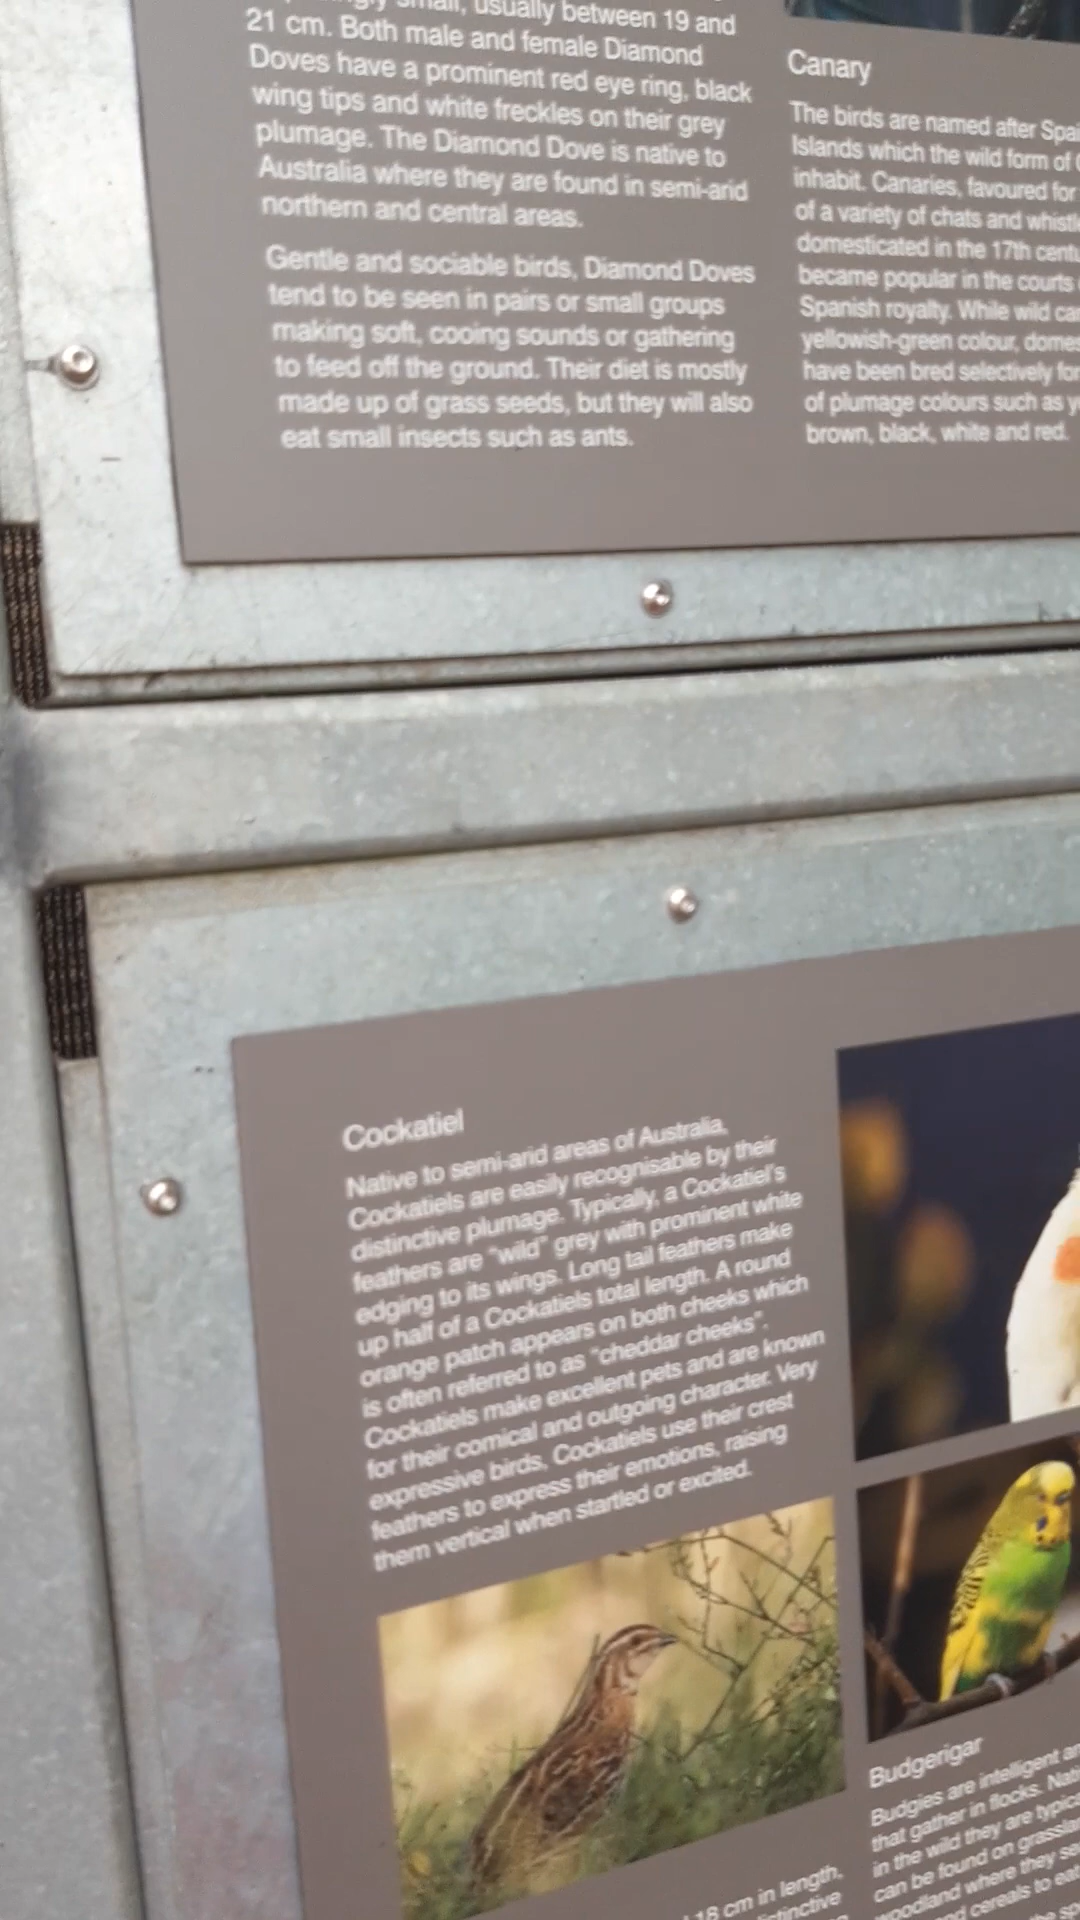 small, usually between 19 and
21 cm. Both male and female Diamond
Doves have a prominent red eye ring, black
wing tips and white freckles on their grey
plumage. The Diamond Dove is native to
Australia where they are found in semi-arid
northern and central areas.
Gentle and sociable birds, Diamond Doves
tend to be seen in pairs or small groups
making soft, cooing sounds or gathering
to feed off the ground. Their diet is mostly
made up of grass seeds, but they will also
eat small insects such as ants.
Canary
The birds are named after
Islands which the wild form of
inhabit. Canaries, favoured for
of a variety of chats and
domesticated in the 17th
became popular in the courts
Spanish royalty. While wild
yellowish-green colour,
have been bred selectively for
of plumage colours such as
brown, black, white and red.
Cockatiel
Native to semi-arid areas of Australia,
Cockatiels are easily recognisable by their
distinctive plumage. Typically, a Cockatiel's
feathers are "wild" grey with prominent white
edging to its wings. Long tail feathers make
up half of a Cockatiels total length. A round
orange patch appears on both cheeks which
is often referred to as "cheddar cheeks".
Cockatiels make excellent pets and are known
for their comical and outgoing character. Very
expressive birds, Cockatiels use their crest
feathers to express their emotions, raising
them vertical when startled or excited.
18 cm in length,
Budgerigar
Budgies are intelligent
that gather in flocks.
in the wild they are
can be found on
woodland where they
cereals to